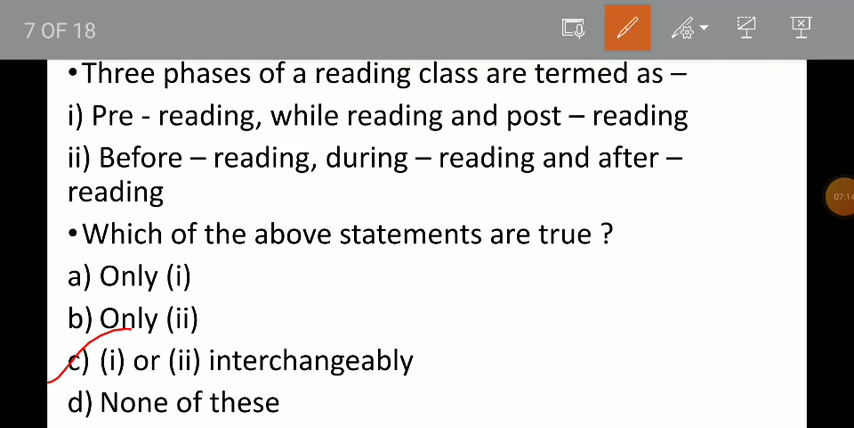 7 OF 18
•Three phases of a reading class are termed as –
i) Pre - reading, while reading and post – reading
ii) Before – reading, during – reading and after –
reading
•Which of the above statements are true ?
a) Only (i)
b) Only (ii)
c) (i) or (ii) interchangeably
d) None of these